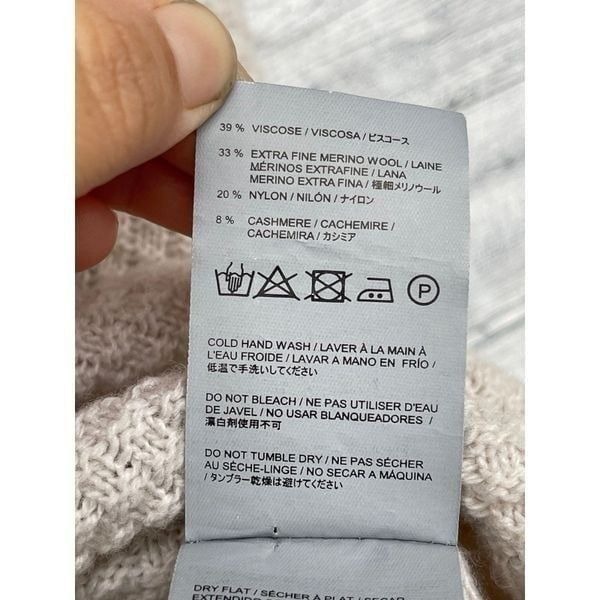 39 % VISCOSE / VISCOSA / ビスコース
33 % EXTRA FINE MERINO WOOL / LAINE
MÉRINOS EXTRAFINE / LANA
MERINO EXTRA FINA / 極細メリノウール
20 % NYLON / NILÓN / ナイロン
8 % CASHMERE / CACHEMIRE /
CACHEMIRA / カシミア
P
COLD HAND WASH / LAVER À LA MAIN À
L'EAU FROIDE / LAVAR A MANO EN FRÍO /
低温で手洗いしてください
DO NOT BLEACH / NE PAS UTILISER D'EAU
DE JAVEL / NO USAR BLANQUEADORES /
漂白剤使用不可
DO NOT TUMBLE DRY / NE PAS SÉCHER
AU SÈCHE-LINGE / NO SECAR A MÁQUINA
/ タンブラー乾燥は避けてください
DRY FLAT / SÉCHER À PLAT / SECAR
EXTENDIDO